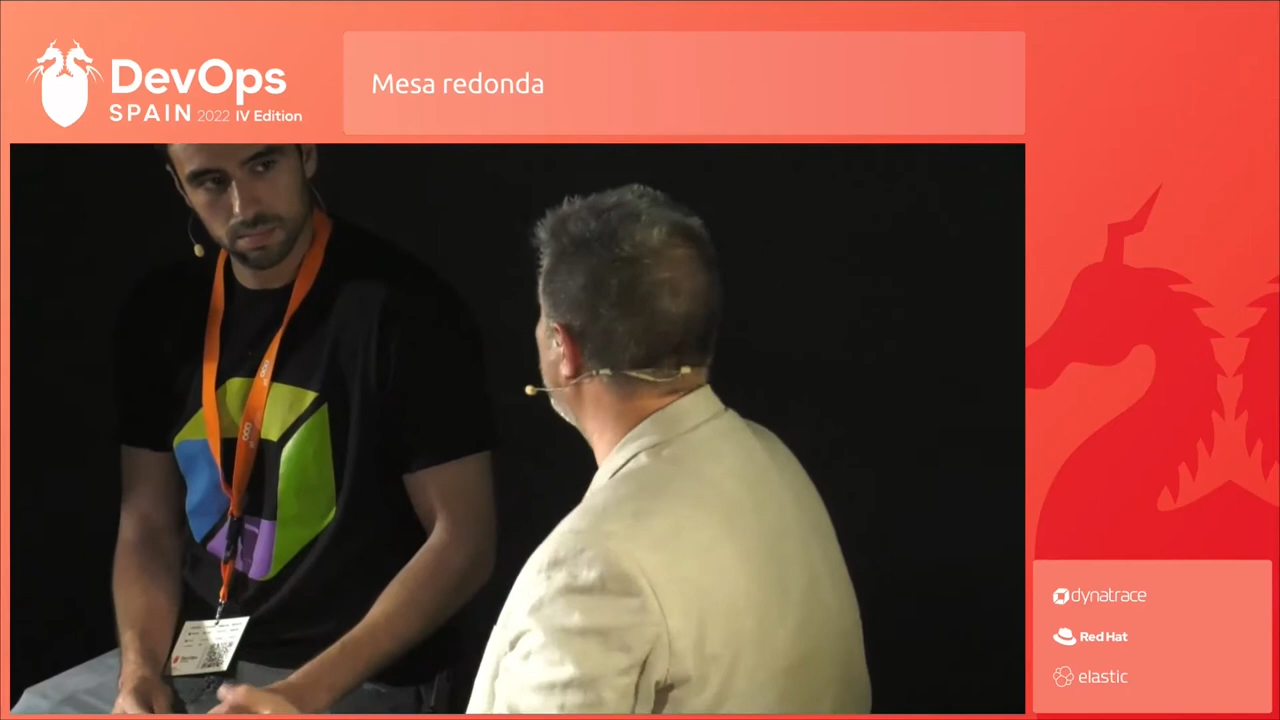 DevOps
SPAIN 2022 IV Edition
Mesa redonda
dynatrace
Red Hat
elastic